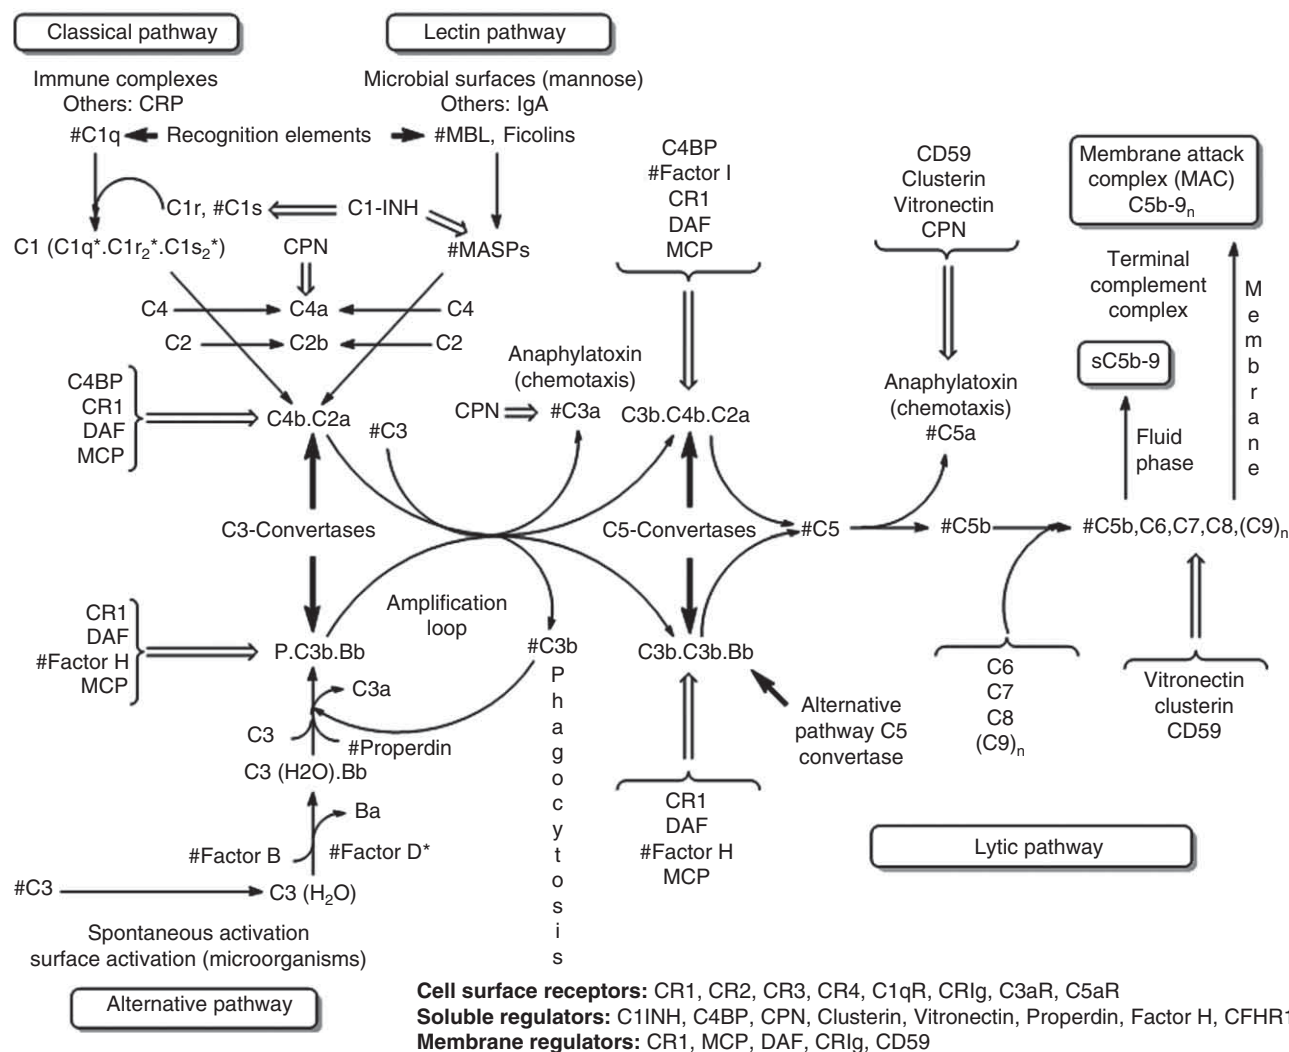 Classical pathway
Lectin pathway
Immune complexes
Others: CRP
Microbial surfaces (mannose)
Others: IgA
#C1q
Recognition elements
#MBL, Ficolins
C1r, #C1s
C1-INH
C1 (C1q*.C1r2*.C1s2*)
CPN
#MASPs
C4
C4a
C4
C2
C2b
C2
C4BP
CR1
DAF
MCP
C4b.C2a
#C3
Anaphylatoxin
(chemotaxis)
CPN
#C3a
C4BP
#Factor I
CR1
DAF
MCP
C3b.C4b.C2a
CD59
Clusterin
Vitronectin
CPN
Anaphylatoxin
(chemotaxis)
#C5a
Membrane attack
complex (MAC)
C5b-9n
Terminal
complement
complex
sC5b-9
Fluid
phase
Membrane
C3-Convertases
C5-Convertases
#C5
#C5b
#C5b,C6,C7,C8,(C9)n
CR1
DAF
#Factor H
MCP
P.C3b.Bb
Amplification
loop
#C3b
Phagocytosis
C3b.C3b.Bb
Alternative
pathway C5
convertase
C6
C7
C8
(C9)n
Vitronectin
clusterin
CD59
C3a
C3
#Properdin
C3 (H2O).Bb
Ba
#Factor B
#Factor D*
#C3
C3 (H2O)
CR1
DAF
#Factor H
MCP
Lytic pathway
Spontaneous activation
surface activation (microorganisms)
Alternative pathway
Cell surface receptors: CR1, CR2, CR3, CR4, C1qR, CRIg, C3aR, C5aR
Soluble regulators: C1INH, C4BP, CPN, Clusterin, Vitronectin, Properdin, Factor H, CFHR1
Membrane regulators: CR1, MCP, DAF, CRIg, CD59